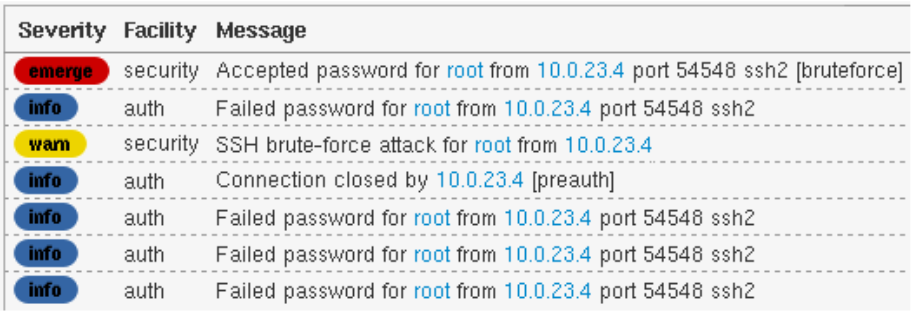 Severity Facility Message
emerge security Accepted password for root from 10.0.23.4 port 54548 ssh2 [bruteforce]
info auth Failed password for root from 10.0.23.4 port 54548 ssh2
warn security SSH brute-force attack for root from 10.0.23.4
info auth Connection closed by 10.0.23.4 [preauth]
info auth Failed password for root from 10.0.23.4 port 54548 ssh2
info auth Failed password for root from 10.0.23.4 port 54548 ssh2
info auth Failed password for root from 10.0.23.4 port 54548 ssh2